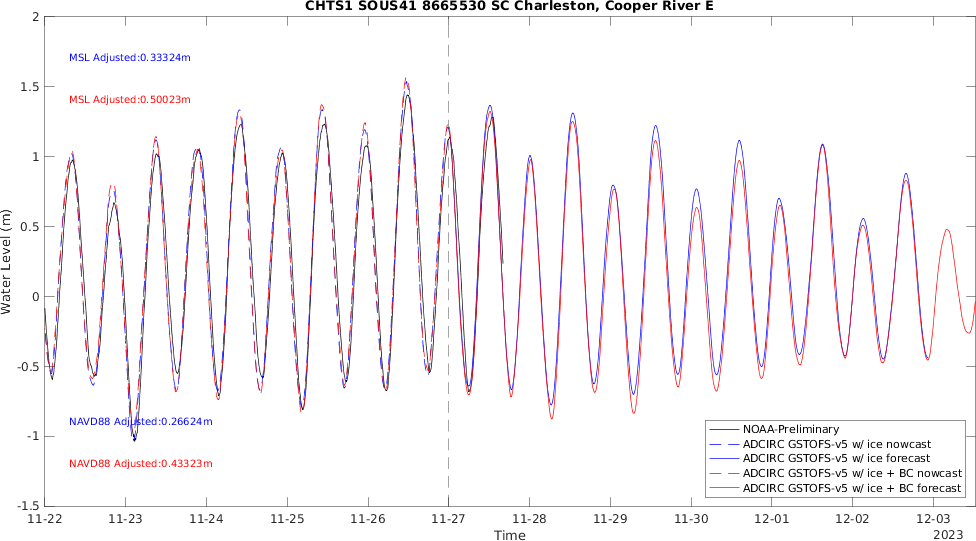 CHTS1 SOUS41 8665530 SC Charleston, Cooper River E
2
1.5
1
0.5
0
-0.5
-1
-1.5
Water Level (m)
MSL Adjusted:0.33324m
MSL Adjusted:0.50023m
NAVD88 Adjusted:0.26624m
NAVD88 Adjusted:0.43323m
NOAA-Preliminary
ADCIRC GSTOFS-v5 w/ ice nowcast
ADCIRC GSTOFS-v5 w/ ice forecast
ADCIRC GSTOFS-v5 w/ ice + BC nowcast
ADCIRC GSTOFS-v5 w/ ice + BC forecast
11-22 11-23 11-24 11-25 11-26 11-27 11-28 11-29 11-30 12-01 12-02 12-03
Time
2023